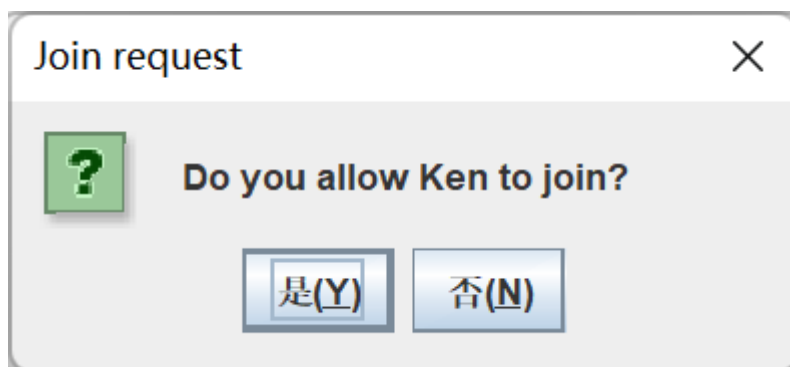 Join request
Do you allow Ken to join?
是(Y) 否(N)